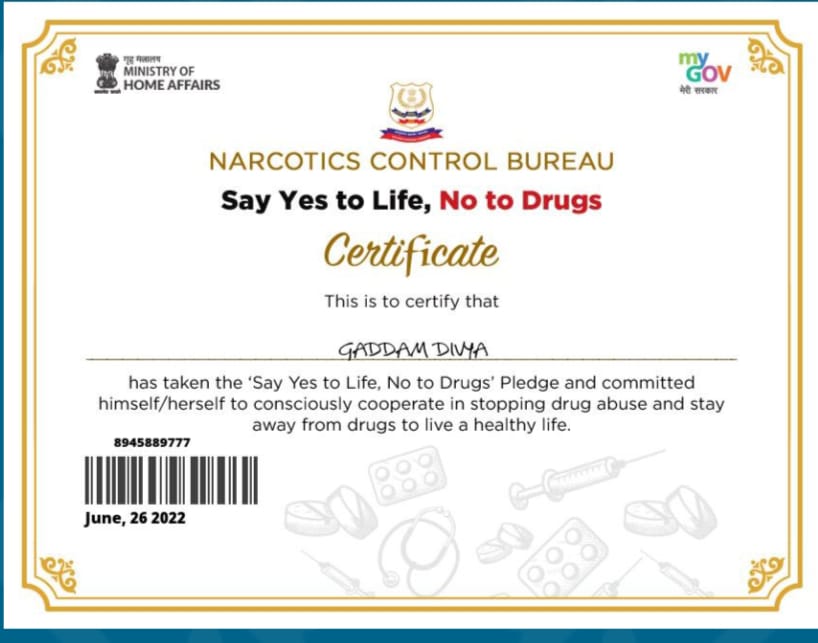 गृह मंत्रालय
MINISTRY OF
HOME AFFAIRS
my
GOV
मेरी सरकार
NARCOTICS CONTROL BUREAU
Say Yes to Life, No to Drugs
Certificate
This is to certify that
GADDAM DIVYA
has taken the 'Say Yes to Life, No to Drugs' Pledge and committed
himself/herself to consciously cooperate in stopping drug abuse and stay
away from drugs to live a healthy life.
8945889777
June, 26 2022